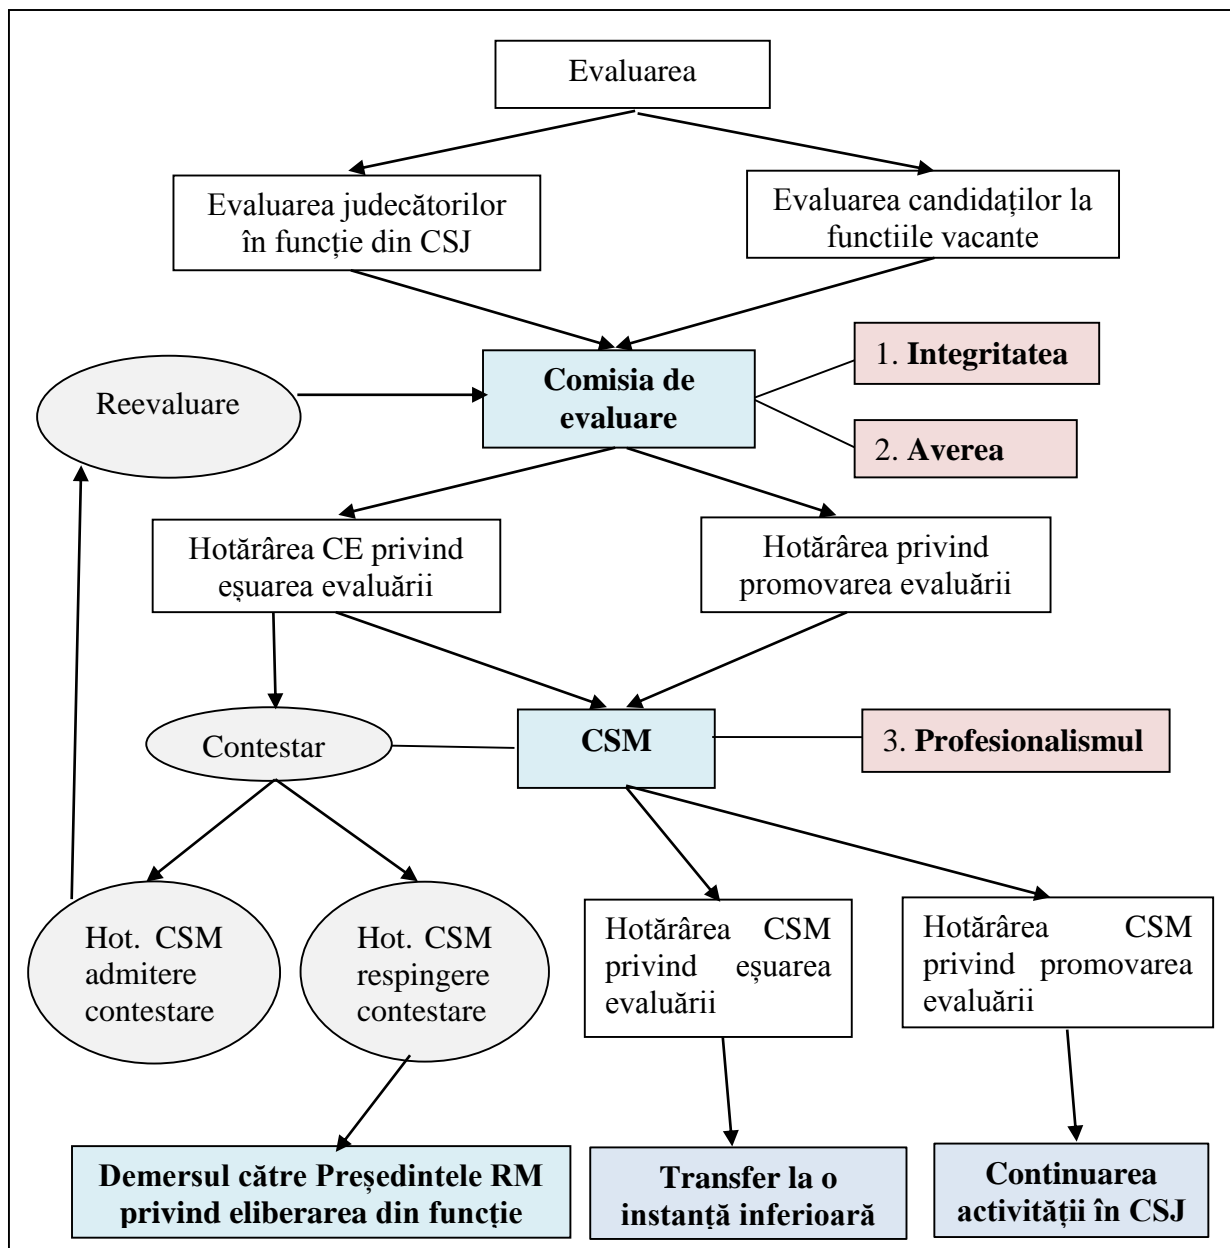 Evaluarea
Evaluarea judecătorilor
în funcție din CSJ
Evaluarea candidaților la
functiile vacante
1. Integritatea
Comisia de
evaluare
Reevaluare
2. Averea
Hotărârea CE privind
eșuarea evaluării
Hotărârea privind
promovarea evaluării
Contestar
CSM
3. Profesionalismul
Hot. CSM
admitere
contestare
Hot. CSM
respingere
contestare
Hotărârea CSM
privind eșuarea
evaluării
Hotărârea CSM
privind promovarea
evaluării
Demersul către Președintele RM
privind eliberarea din funcție
Transfer la o
instanță inferioară
Continuarea
activității în CSJ